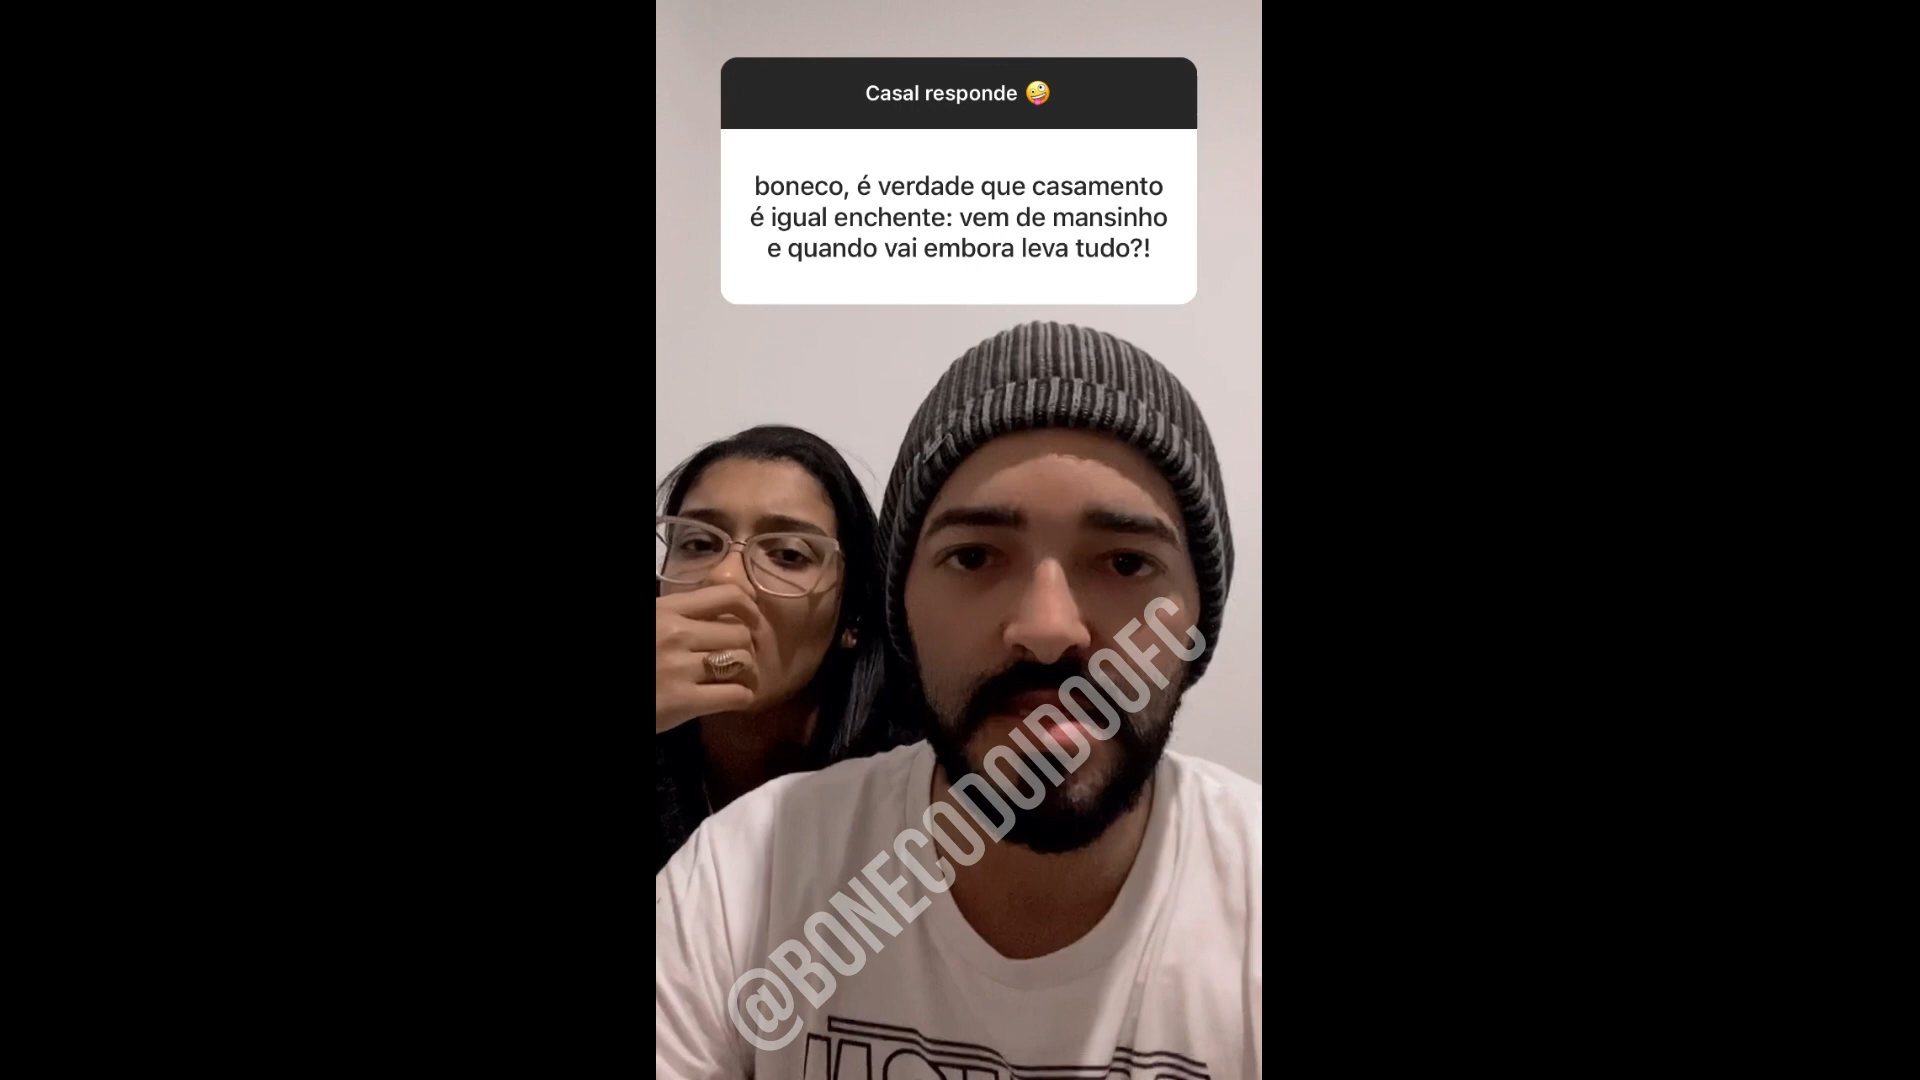 Casal responde 🤪
boneco, é verdade que casamento
é igual enchente: vem de mansinho
e quando vai embora leva tudo?!
@BONECODOIDOOFC